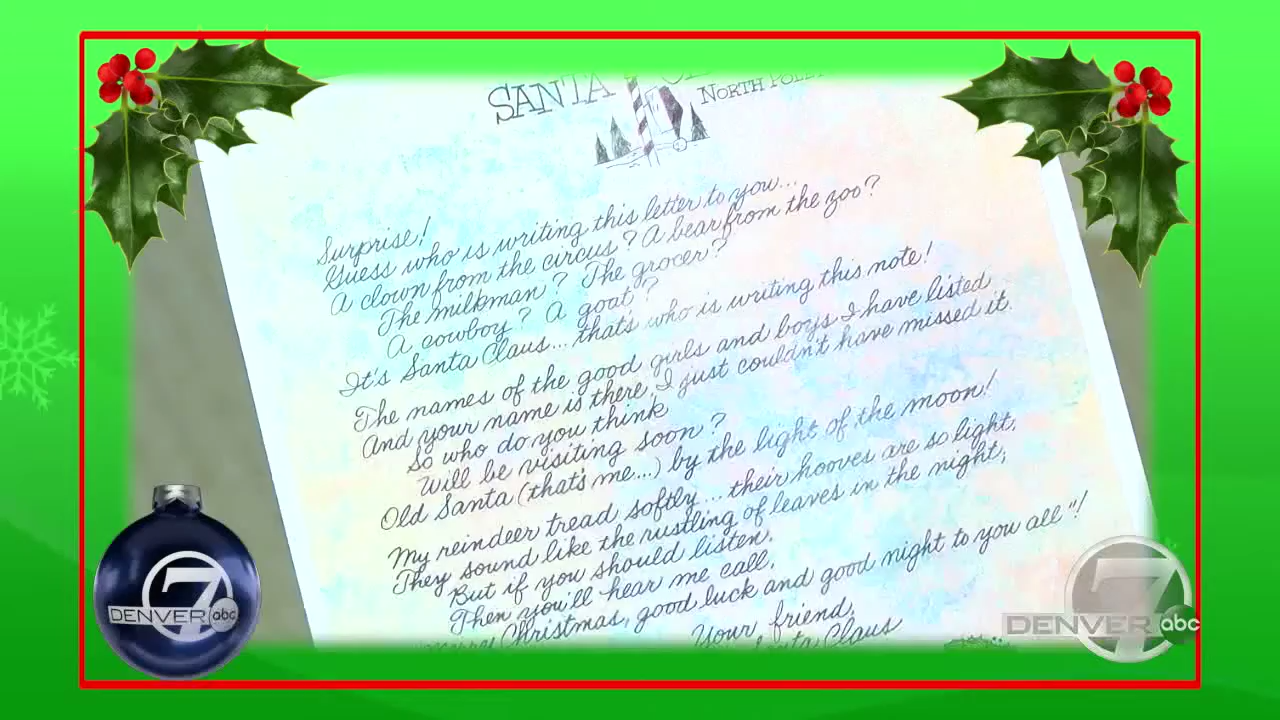 SANTA
NORTH POLE
Surprise!
Guess who is writing this letter to you...
A clown from the circus? A bear from the zoo?
The milkman? The grocer?
A cowboy? A goat?
It's Santa Claus... that's who is writing this note!
The names of the good girls and boys I have listed
And your name is there, I just couldn't have missed it.
So who do you think
Will be visiting soon?
Old Santa (that's me...) by the light of the moon!
My reindeer tread softly... their hooves are so light,
They sound like the rustling of leaves in the night;
But if you should listen,
Then you'll hear me call,
Christmas, good luck and good night to you all"!
Your friend,
Santa Claus
7
DENVER abc
7
DENVER abc